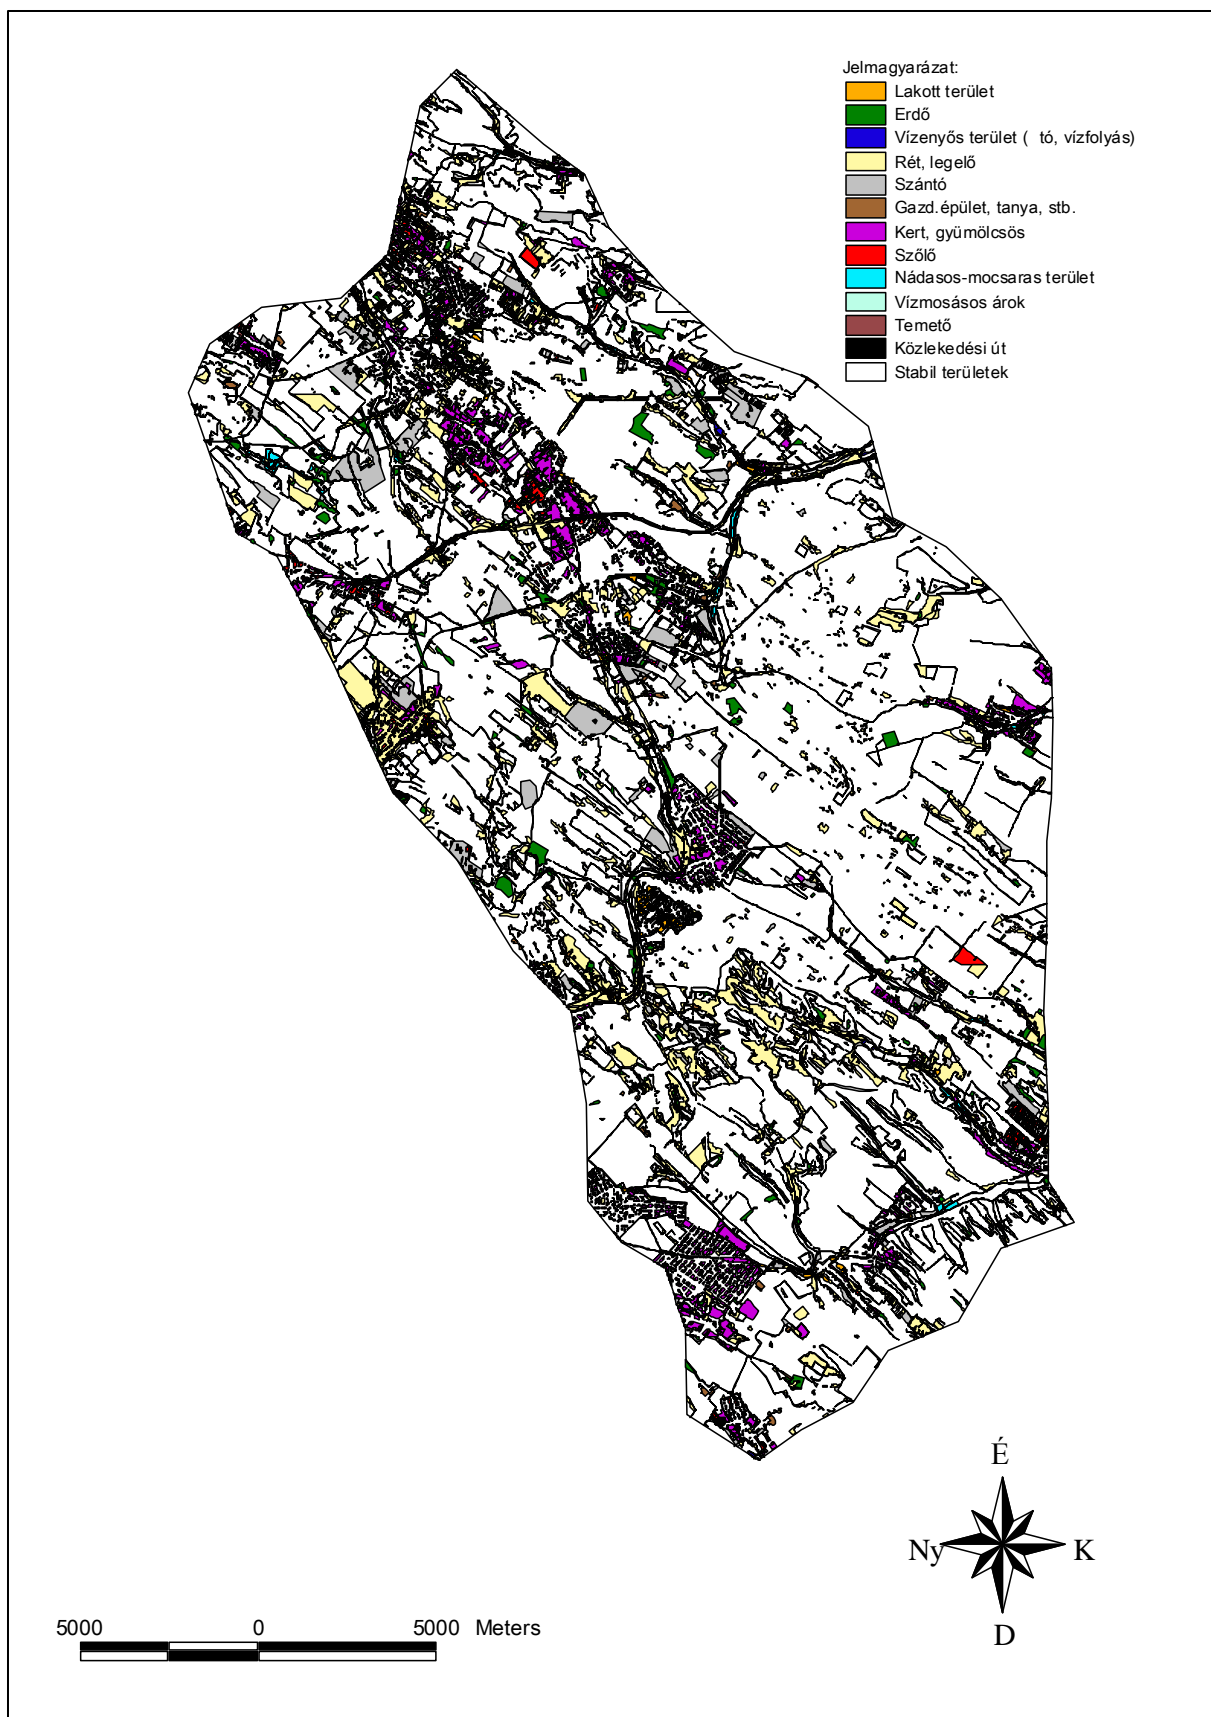 Jelmagyarázat:
Lakott terület
Erdő
Vízenyős terület ( tó, vízfolyás)
Rét, legelő
Szántó
Gazd.épület, tanya, stb.
Kert, gyümölcsös
Szőlő
Nádasos-mocsaras terület
Vízmosásos árok
Temető
Közlekedési út
Stabil területek
É
Ny K
D
5000 0 5000 Meters